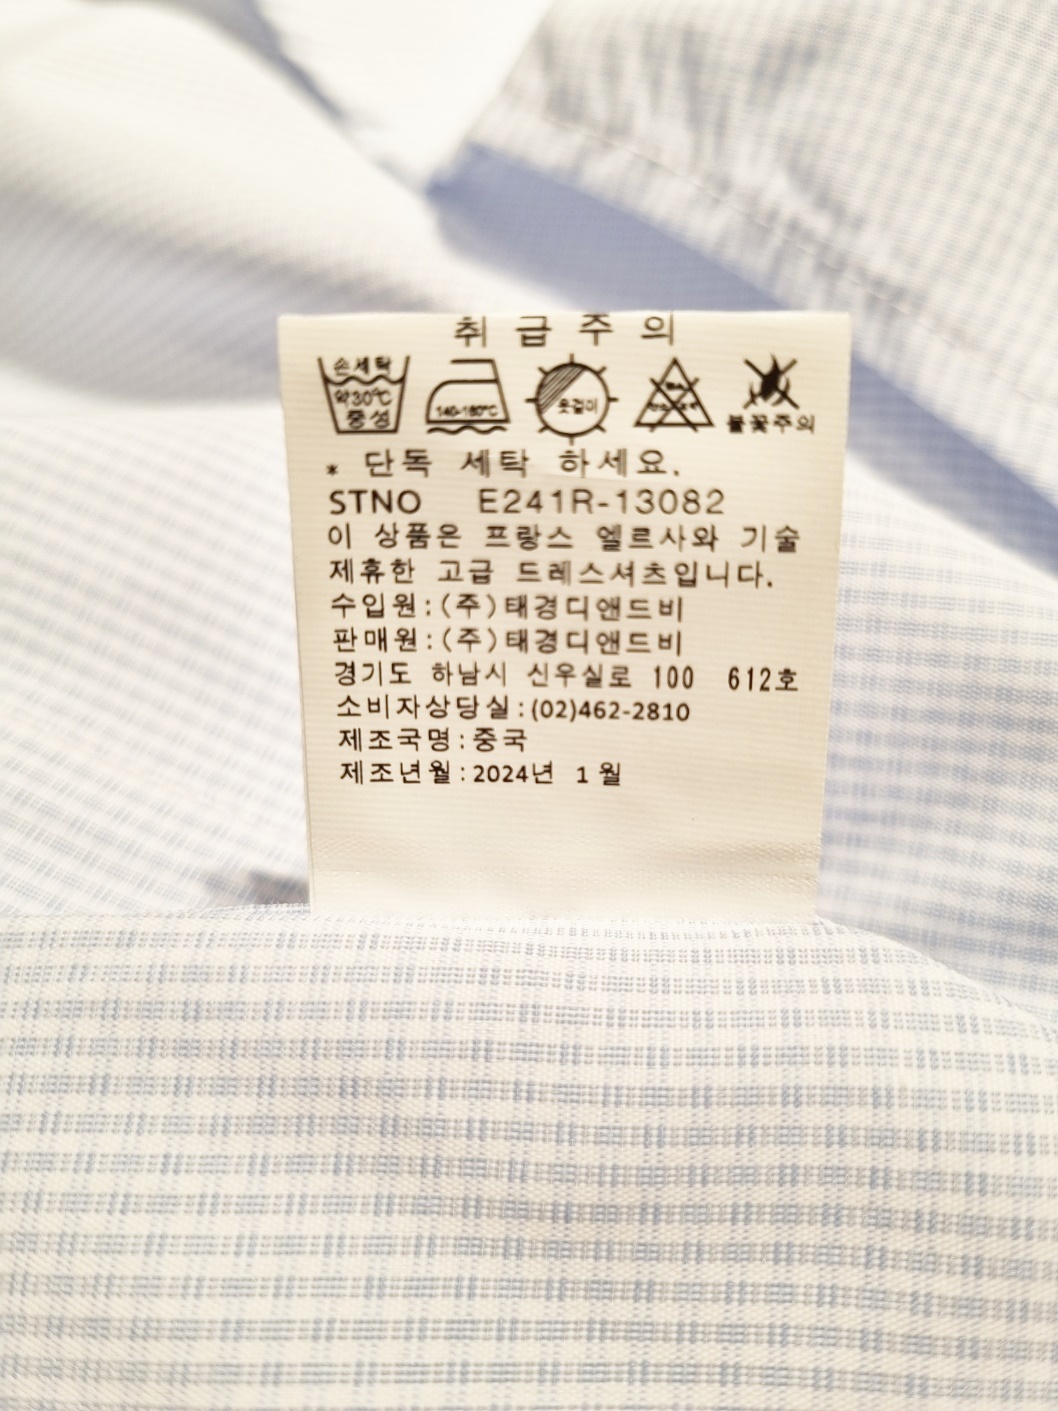 취급주의
손세탁
약30℃
중성
140-160℃
옷걸이
불꽃주의
* 단독 세탁 하세요.
STNO E241R-13082
이 상품은 프랑스 엘르사와 기술
제휴한 고급 드레스셔츠입니다.
수입원:(주)태경디앤드비
판매원:(주)태경디앤드비
경기도 하남시 신우실로 100 612호
소비자상당실:(02)462-2810
제조국명:중국
제조년월:2024년 1월